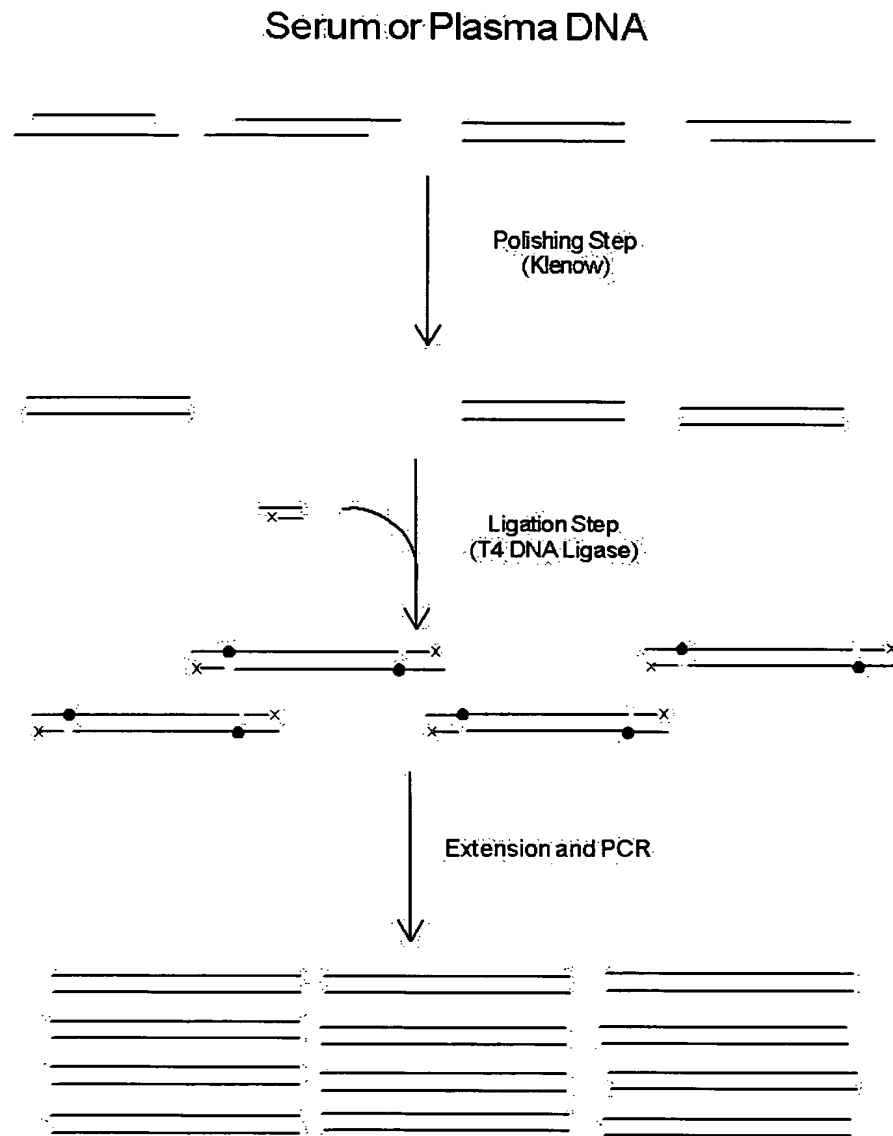 Serum or Plasma DNA
Polishing Step
(Klenow)
Ligation Step
(T4 DNA Ligase)
Extension and PCR